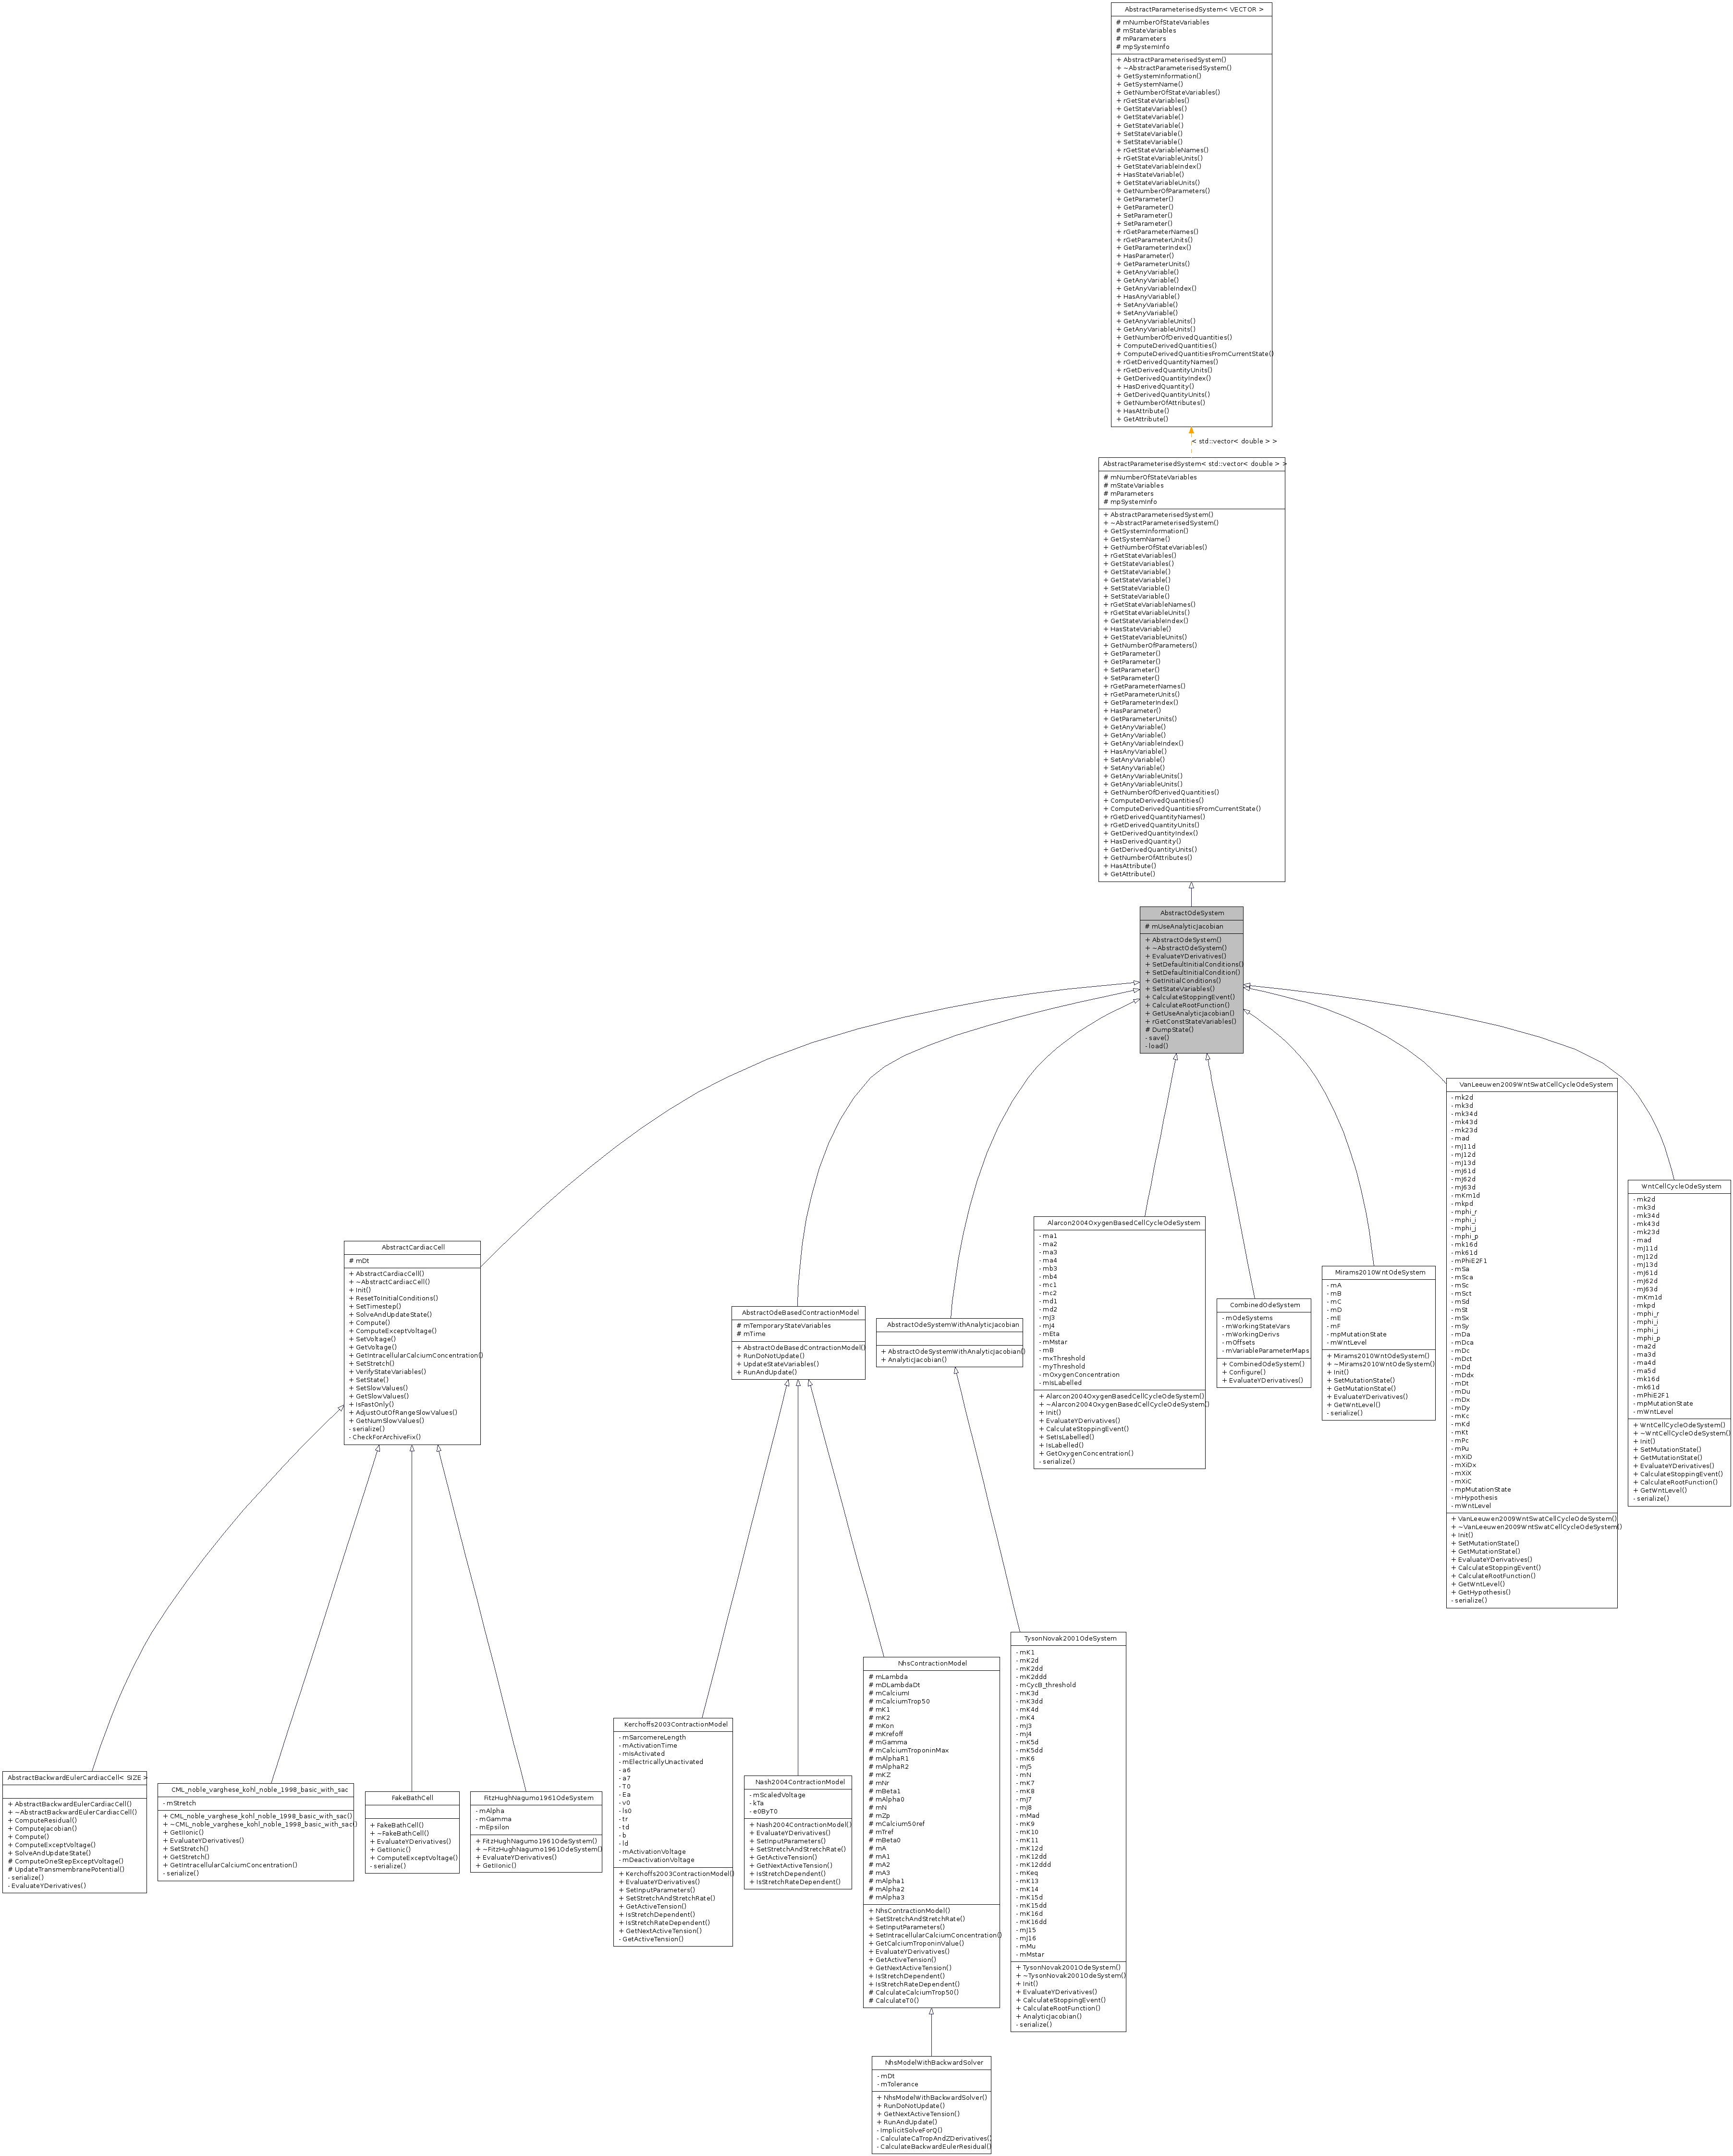 AbstractParameterisedSystem< VECTOR >
# mNumberOfStateVariables
# mStateVariables
# mParameters
# mpSystemInfo
+ AbstractParameterisedSystem()
+ ~AbstractParameterisedSystem()
+ GetSystemInformation()
+ GetSystemName()
+ GetNumberOfStateVariables()
+ rGetStateVariables()
+ GetStateVariables()
+ GetStateVariable()
+ GetStateVariable()
+ SetStateVariable()
+ SetStateVariable()
+ rGetStateVariableNames()
+ rGetStateVariableUnits()
+ GetStateVariableIndex()
+ HasStateVariable()
+ GetStateVariableUnits()
+ GetNumberOfParameters()
+ GetParameter()
+ GetParameter()
+ SetParameter()
+ SetParameter()
+ rGetParameterNames()
+ rGetParameterUnits()
+ GetParameterIndex()
+ HasParameter()
+ GetParameterUnits()
+ GetAnyVariable()
+ GetAnyVariable()
+ GetAnyVariableIndex()
+ HasAnyVariable()
+ SetAnyVariable()
+ SetAnyVariable()
+ GetAnyVariableUnits()
+ GetAnyVariableUnits()
+ GetNumberOfDerivedQuantities()
+ ComputeDerivedQuantities()
+ ComputeDerivedQuantitiesFromCurrentState()
+ rGetDerivedQuantityNames()
+ rGetDerivedQuantityUnits()
+ GetDerivedQuantityIndex()
+ HasDerivedQuantity()
+ GetDerivedQuantityUnits()
+ GetNumberOfAttributes()
+ HasAttribute()
+ GetAttribute()
< std::vector< double > >
AbstractParameterisedSystem< std::vector< double > >
# mNumberOfStateVariables
# mStateVariables
# mParameters
# mpSystemInfo
+ AbstractParameterisedSystem()
+ ~AbstractParameterisedSystem()
+ GetSystemInformation()
+ GetSystemName()
+ GetNumberOfStateVariables()
+ rGetStateVariables()
+ GetStateVariables()
+ GetStateVariable()
+ GetStateVariable()
+ SetStateVariable()
+ SetStateVariable()
+ rGetStateVariableNames()
+ rGetStateVariableUnits()
+ GetStateVariableIndex()
+ HasStateVariable()
+ GetStateVariableUnits()
+ GetNumberOfParameters()
+ GetParameter()
+ GetParameter()
+ SetParameter()
+ SetParameter()
+ rGetParameterNames()
+ rGetParameterUnits()
+ GetParameterIndex()
+ HasParameter()
+ GetParameterUnits()
+ GetAnyVariable()
+ GetAnyVariable()
+ GetAnyVariableIndex()
+ HasAnyVariable()
+ SetAnyVariable()
+ SetAnyVariable()
+ GetAnyVariableUnits()
+ GetAnyVariableUnits()
+ GetNumberOfDerivedQuantities()
+ ComputeDerivedQuantities()
+ ComputeDerivedQuantitiesFromCurrentState()
+ rGetDerivedQuantityNames()
+ rGetDerivedQuantityUnits()
+ GetDerivedQuantityIndex()
+ HasDerivedQuantity()
+ GetDerivedQuantityUnits()
+ GetNumberOfAttributes()
+ HasAttribute()
+ GetAttribute()
AbstractOdeSystem
# mUseAnalyticJacobian
+ AbstractOdeSystem()
+ ~AbstractOdeSystem()
+ EvaluateYDerivatives()
+ SetDefaultInitialConditions()
+ SetDefaultInitialCondition()
+ GetInitialConditions()
+ SetStateVariables()
+ CalculateStoppingEvent()
+ CalculateRootFunction()
+ GetUseAnalyticJacobian()
+ rGetConstStateVariables()
# DumpState()
- save()
- load()
VanLeeuwen2009WntSwatCellCycleOdeSystem
- mk2d
- mk3d
- mk34d
- mk43d
- mk23d
- mad
- mJ11d
- mJ12d
- mJ13d
- mJ61d
- mJ62d
- mJ63d
- mKm1d
- mkpd
- mphi_r
- mphi_i
- mphi_j
- mphi_p
- mk16d
- mk61d
- mPhiE2F1
- mSa
- mSca
- mSc
- mSct
- mSd
- mSt
- mSx
- mSy
- mDa
- mDca
- mDc
- mDct
- mDd
- mDdx
- mDt
- mDu
- mDx
- mDy
- mKc
- mKd
- mKt
- mPc
- mPu
- mXiD
- mXiDx
- mXiX
- mXiC
- mpMutationState
- mHypothesis
- mWntLevel
+ VanLeeuwen2009WntSwatCellCycleOdeSystem()
+ ~VanLeeuwen2009WntSwatCellCycleOdeSystem()
+ Init()
+ SetMutationState()
+ GetMutationState()
+ EvaluateYDerivatives()
+ CalculateStoppingEvent()
+ CalculateRootFunction()
+ GetWntLevel()
+ GetHypothesis()
- serialize()
WntCellCycleOdeSystem
- mk2d
- mk3d
- mk34d
- mk43d
- mk23d
- mad
- mJ11d
- mJ12d
- mJ13d
- mJ61d
- mJ62d
- mJ63d
- mKm1d
- mkpd
- mphi_r
- mphi_i
- mphi_j
- mphi_p
- ma2d
- ma3d
- ma4d
- ma5d
- mk16d
- mk61d
- mPhiE2F1
- mpMutationState
- mWntLevel
+ WntCellCycleOdeSystem()
+ ~WntCellCycleOdeSystem()
+ Init()
+ SetMutationState()
+ GetMutationState()
+ EvaluateYDerivatives()
+ CalculateStoppingEvent()
+ CalculateRootFunction()
+ GetWntLevel()
- serialize()
Alarcon2004OxygenBasedCellCycleOdeSystem
- ma1
- ma2
- ma3
- ma4
- mb3
- mb4
- mc1
- mc2
- md1
- md2
- mJ3
- mJ4
- mEta
- mMstar
- mB
- mxThreshold
- myThreshold
- mOxygenConcentration
- mIsLabelled
+ Alarcon2004OxygenBasedCellCycleOdeSystem()
+ ~Alarcon2004OxygenBasedCellCycleOdeSystem()
+ Init()
+ EvaluateYDerivatives()
+ CalculateStoppingEvent()
+ SetIsLabelled()
+ IsLabelled()
+ GetOxygenConcentration()
- serialize()
AbstractCardiacCell
# mDt
+ AbstractCardiacCell()
+ ~AbstractCardiacCell()
+ Init()
+ ResetToInitialConditions()
+ SetTimestep()
+ SolveAndUpdateState()
+ Compute()
+ ComputeExceptVoltage()
+ SetVoltage()
+ GetVoltage()
+ GetIntracellularCalciumConcentration()
+ SetStretch()
+ VerifyStateVariables()
+ SetState()
+ SetSlowValues()
+ GetSlowValues()
+ IsFastOnly()
+ AdjustOutOfRangeSlowValues()
+ GetNumSlowValues()
- serialize()
- CheckForArchiveFix()
Mirams2010WntOdeSystem
- mA
- mB
- mC
- mD
- mE
- mF
- mpMutationState
- mWntLevel
+ Mirams2010WntOdeSystem()
+ ~Mirams2010WntOdeSystem()
+ Init()
+ SetMutationState()
+ GetMutationState()
+ EvaluateYDerivatives()
+ GetWntLevel()
- serialize()
CombinedOdeSystem
- mOdeSystems
- mWorkingStateVars
- mWorkingDerivs
- mOffsets
- mVariableParameterMaps
+ CombinedOdeSystem()
+ Configure()
+ EvaluateYDerivatives()
AbstractOdeBasedContractionModel
# mTemporaryStateVariables
# mTime
+ AbstractOdeBasedContractionModel()
+ RunDoNotUpdate()
+ UpdateStateVariables()
+ RunAndUpdate()
AbstractOdeSystemWithAnalyticJacobian
+ AbstractOdeSystemWithAnalyticJacobian()
+ AnalyticJacobian()
TysonNovak2001OdeSystem
- mK1
- mK2d
- mK2dd
- mK2ddd
- mCycB_threshold
- mK3d
- mK3dd
- mK4d
- mK4
- mJ3
- mJ4
- mK5d
- mK5dd
- mK6
- mJ5
- mN
- mK7
- mK8
- mJ7
- mJ8
- mMad
- mK9
- mK10
- mK11
- mK12d
- mK12dd
- mK12ddd
- mKeq
- mK13
- mK14
- mK15d
- mK15dd
- mK16d
- mK16dd
- mJ15
- mJ16
- mMu
- mMstar
+ TysonNovak2001OdeSystem()
+ ~TysonNovak2001OdeSystem()
+ Init()
+ EvaluateYDerivatives()
+ CalculateStoppingEvent()
+ CalculateRootFunction()
+ AnalyticJacobian()
- serialize()
NhsContractionModel
# mLambda
# mDLambdaDt
# mCalciumI
# mCalciumTrop50
# mK1
# mK2
# mKon
# mKrefoff
# mGamma
# mCalciumTroponinMax
# mAlphaR1
# mAlphaR2
# mKZ
# mNr
# mBeta1
# mAlpha0
# mN
# mZp
# mCalcium50ref
# mTref
# mBeta0
# mA
# mA1
# mA2
# mA3
# mAlpha1
# mAlpha2
# mAlpha3
+ NhsContractionModel()
+ SetStretchAndStretchRate()
+ SetInputParameters()
+ SetIntracellularCalciumConcentration()
+ GetCalciumTroponinValue()
+ EvaluateYDerivatives()
+ GetActiveTension()
+ GetNextActiveTension()
+ IsStretchDependent()
+ IsStretchRateDependent()
# CalculateCalciumTrop50()
# CalculateT0()
Kerchoffs2003ContractionModel
- mSarcomereLength
- mActivationTime
- mIsActivated
- mElectricallyUnactivated
- a6
- a7
- T0
- Ea
- v0
- ls0
- tr
- td
- b
- ld
- mActivationVoltage
- mDeactivationVoltage
+ Kerchoffs2003ContractionModel()
+ EvaluateYDerivatives()
+ SetInputParameters()
+ SetStretchAndStretchRate()
+ GetActiveTension()
+ IsStretchDependent()
+ IsStretchRateDependent()
+ GetNextActiveTension()
- GetActiveTension()
AbstractBackwardEulerCardiacCell< SIZE >
+ AbstractBackwardEulerCardiacCell()
+ ~AbstractBackwardEulerCardiacCell()
+ ComputeResidual()
+ ComputeJacobian()
+ Compute()
+ ComputeExceptVoltage()
+ SolveAndUpdateState()
# ComputeOneStepExceptVoltage()
# UpdateTransmembranePotential()
- serialize()
- EvaluateYDerivatives()
CML_noble_varghese_kohl_noble_1998_basic_with_sac
- mStretch
+ CML_noble_varghese_kohl_noble_1998_basic_with_sac()
+ ~CML_noble_varghese_kohl_noble_1998_basic_with_sac()
+ GetIIonic()
+ EvaluateYDerivatives()
+ SetStretch()
+ GetStretch()
+ GetIntracellularCalciumConcentration()
- serialize()
FakeBathCell
+ FakeBathCell()
+ ~FakeBathCell()
+ EvaluateYDerivatives()
+ GetIIonic()
+ ComputeExceptVoltage()
- serialize()
FitzHughNagumo1961OdeSystem
- mAlpha
- mGamma
- mEpsilon
+ FitzHughNagumo1961OdeSystem()
+ ~FitzHughNagumo1961OdeSystem()
+ EvaluateYDerivatives()
+ GetIIonic()
Nash2004ContractionModel
- mScaledVoltage
- kTa
- e0ByT0
+ Nash2004ContractionModel()
+ EvaluateYDerivatives()
+ SetInputParameters()
+ SetStretchAndStretchRate()
+ GetActiveTension()
+ GetNextActiveTension()
+ IsStretchDependent()
+ IsStretchRateDependent()
NhsModelWithBackwardSolver
- mDt
- mTolerance
+ NhsModelWithBackwardSolver()
+ RunDoNotUpdate()
+ GetNextActiveTension()
+ RunAndUpdate()
- ImplicitSolveForQ()
- CalculateCaTropAndZDerivatives()
- CalculateBackwardEulerResidual()